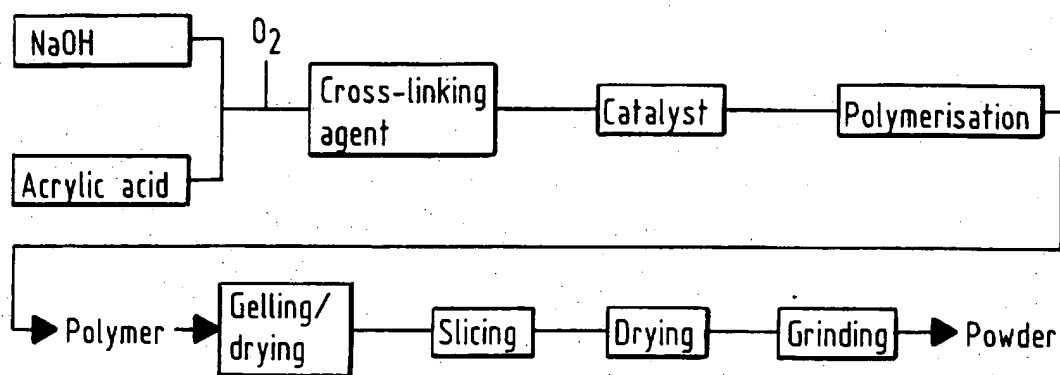 NaOH
O2
Cross-linking
agent
Catalyst
Polymerisation
Acrylic acid
Polymer
Gelling/
drying
Slicing
Drying
Grinding
Powder